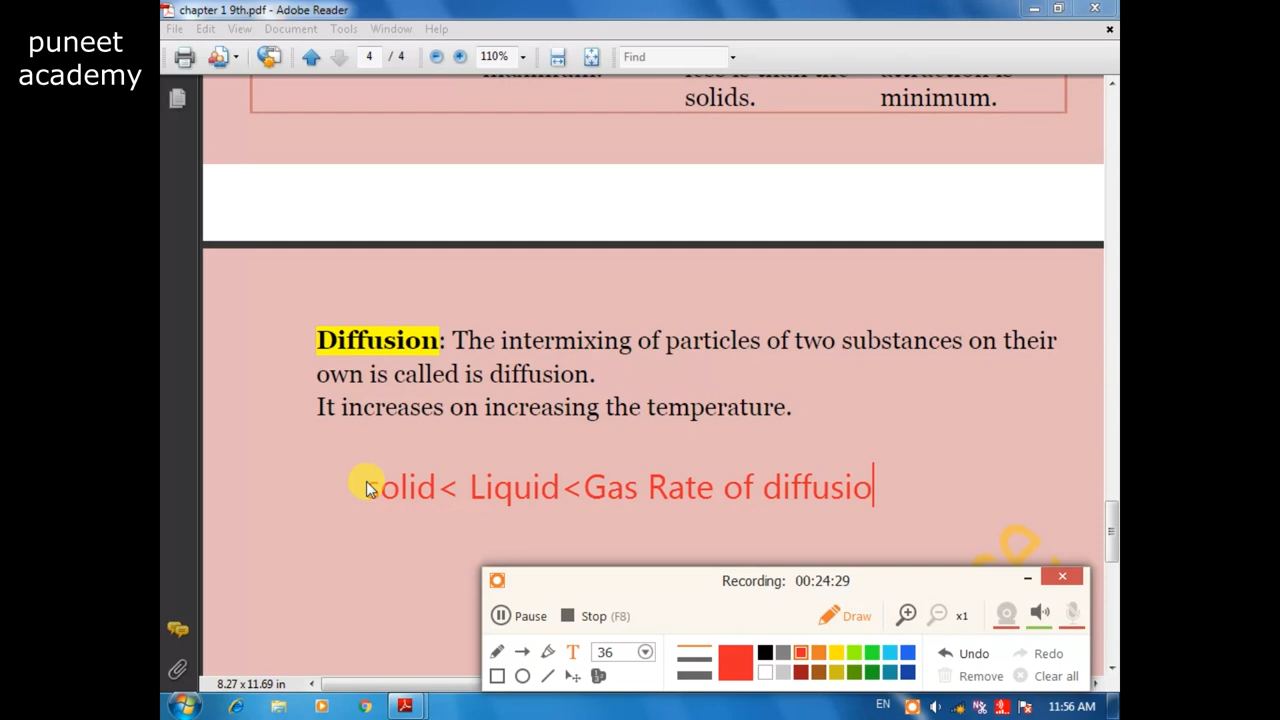 puneet
academy
chapter 1 9th.pdf - Adobe Reader
File Edit View Document Tools Window Help
4 / 4 110% Find
solids. minimum.
Diffusion: The intermixing of particles of two substances on their
own is called is diffusion.
It increases on increasing the temperature.
solid< Liquid<Gas Rate of diffusio
Recording: 00:24:29
Pause Stop (F8) Draw x1
T 36 Undo Redo
Remove Clear all
8.27 x 11.69 in
EN 11:56 AM